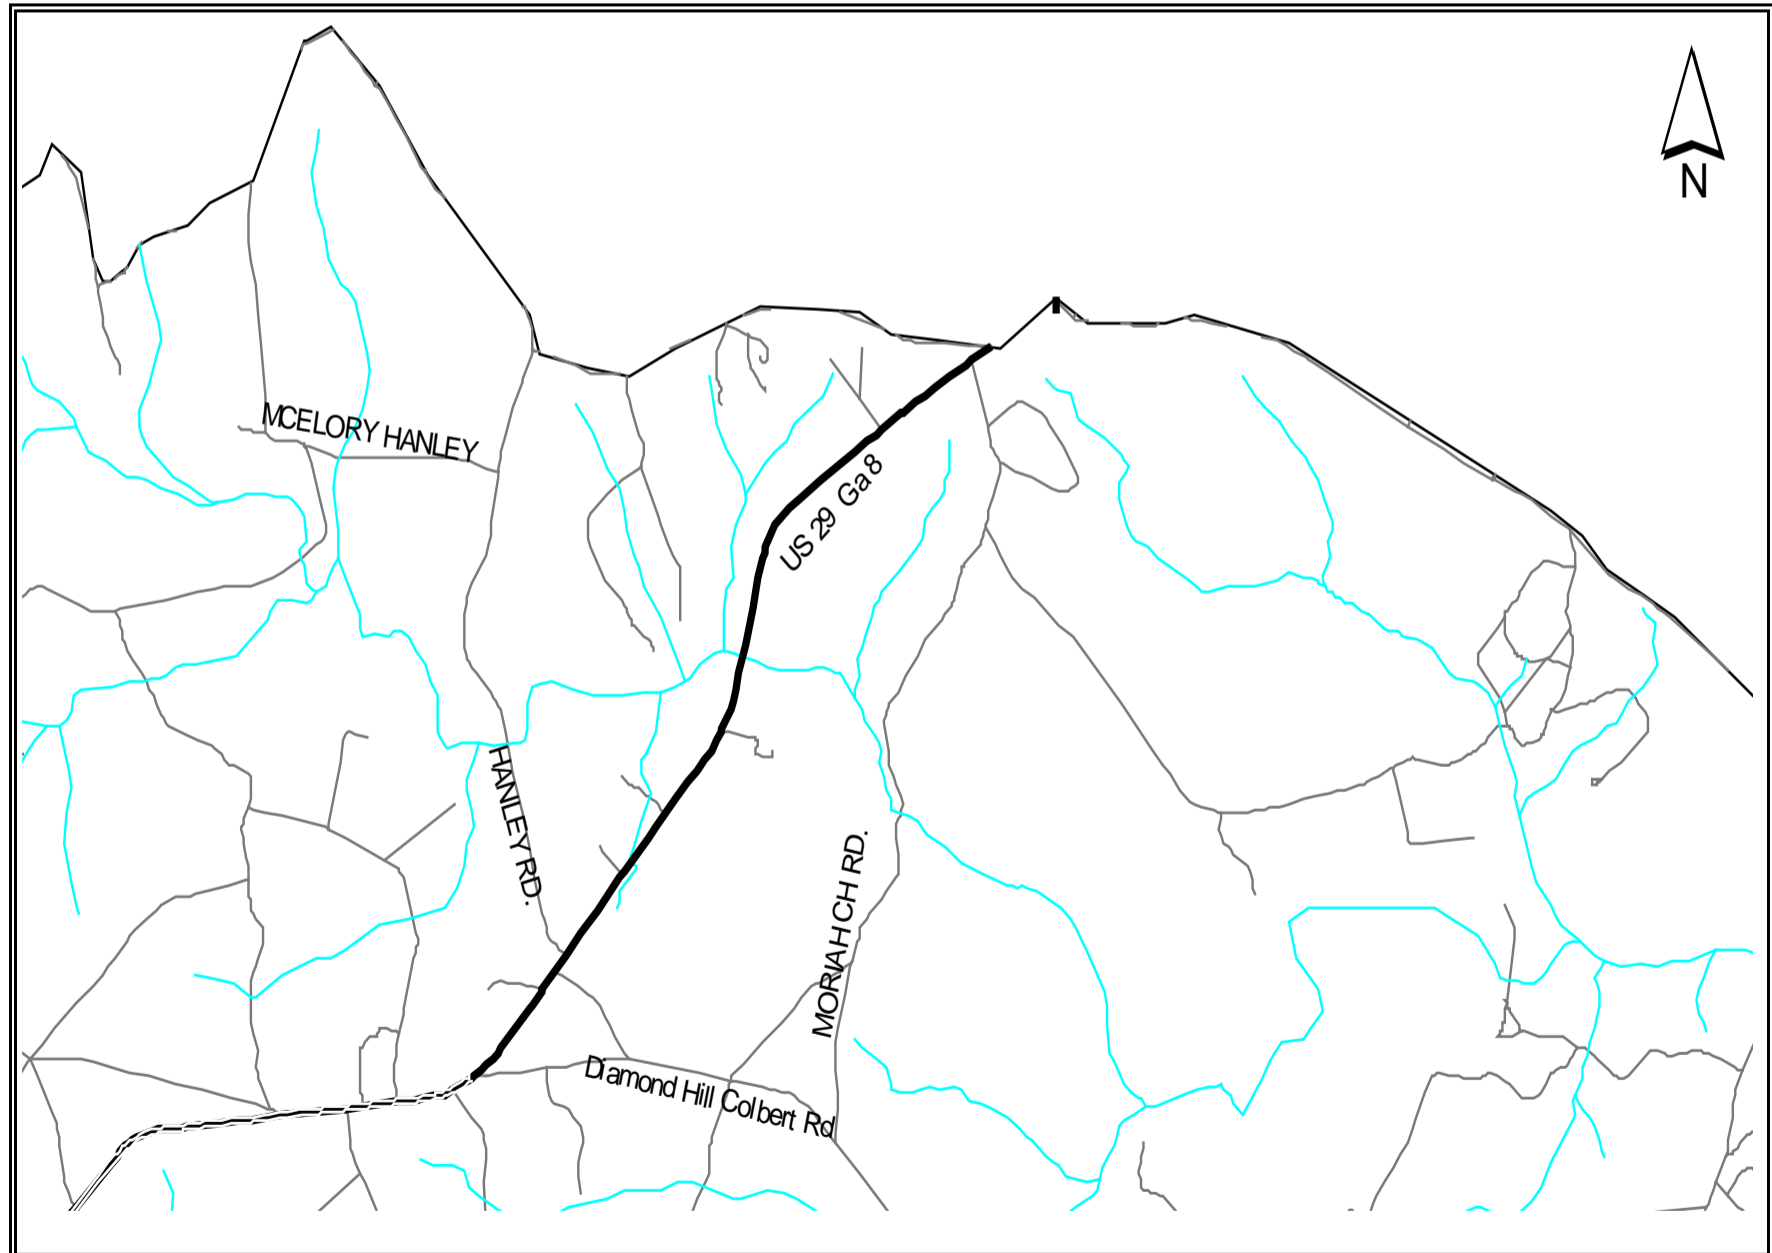 N
MCELORY HANLEY
US 29 Ga 8
HANLEY RD.
MORIAH CH RD.
Diamond Hill Colbert Rd